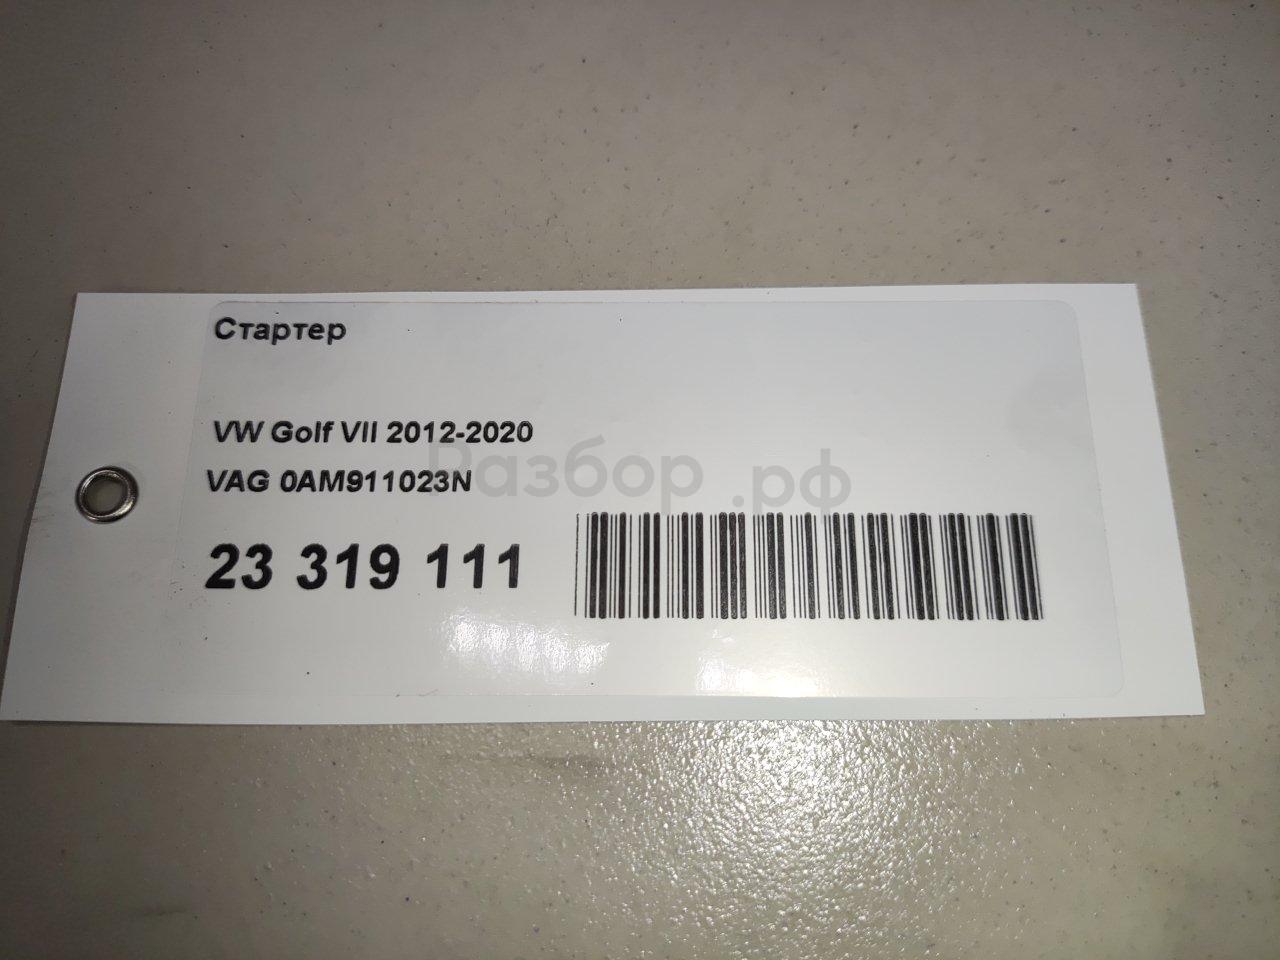 Стартер
VW Golf VII 2012-2020
VAG 0AM911023N
Разбор.рф
23 319 111